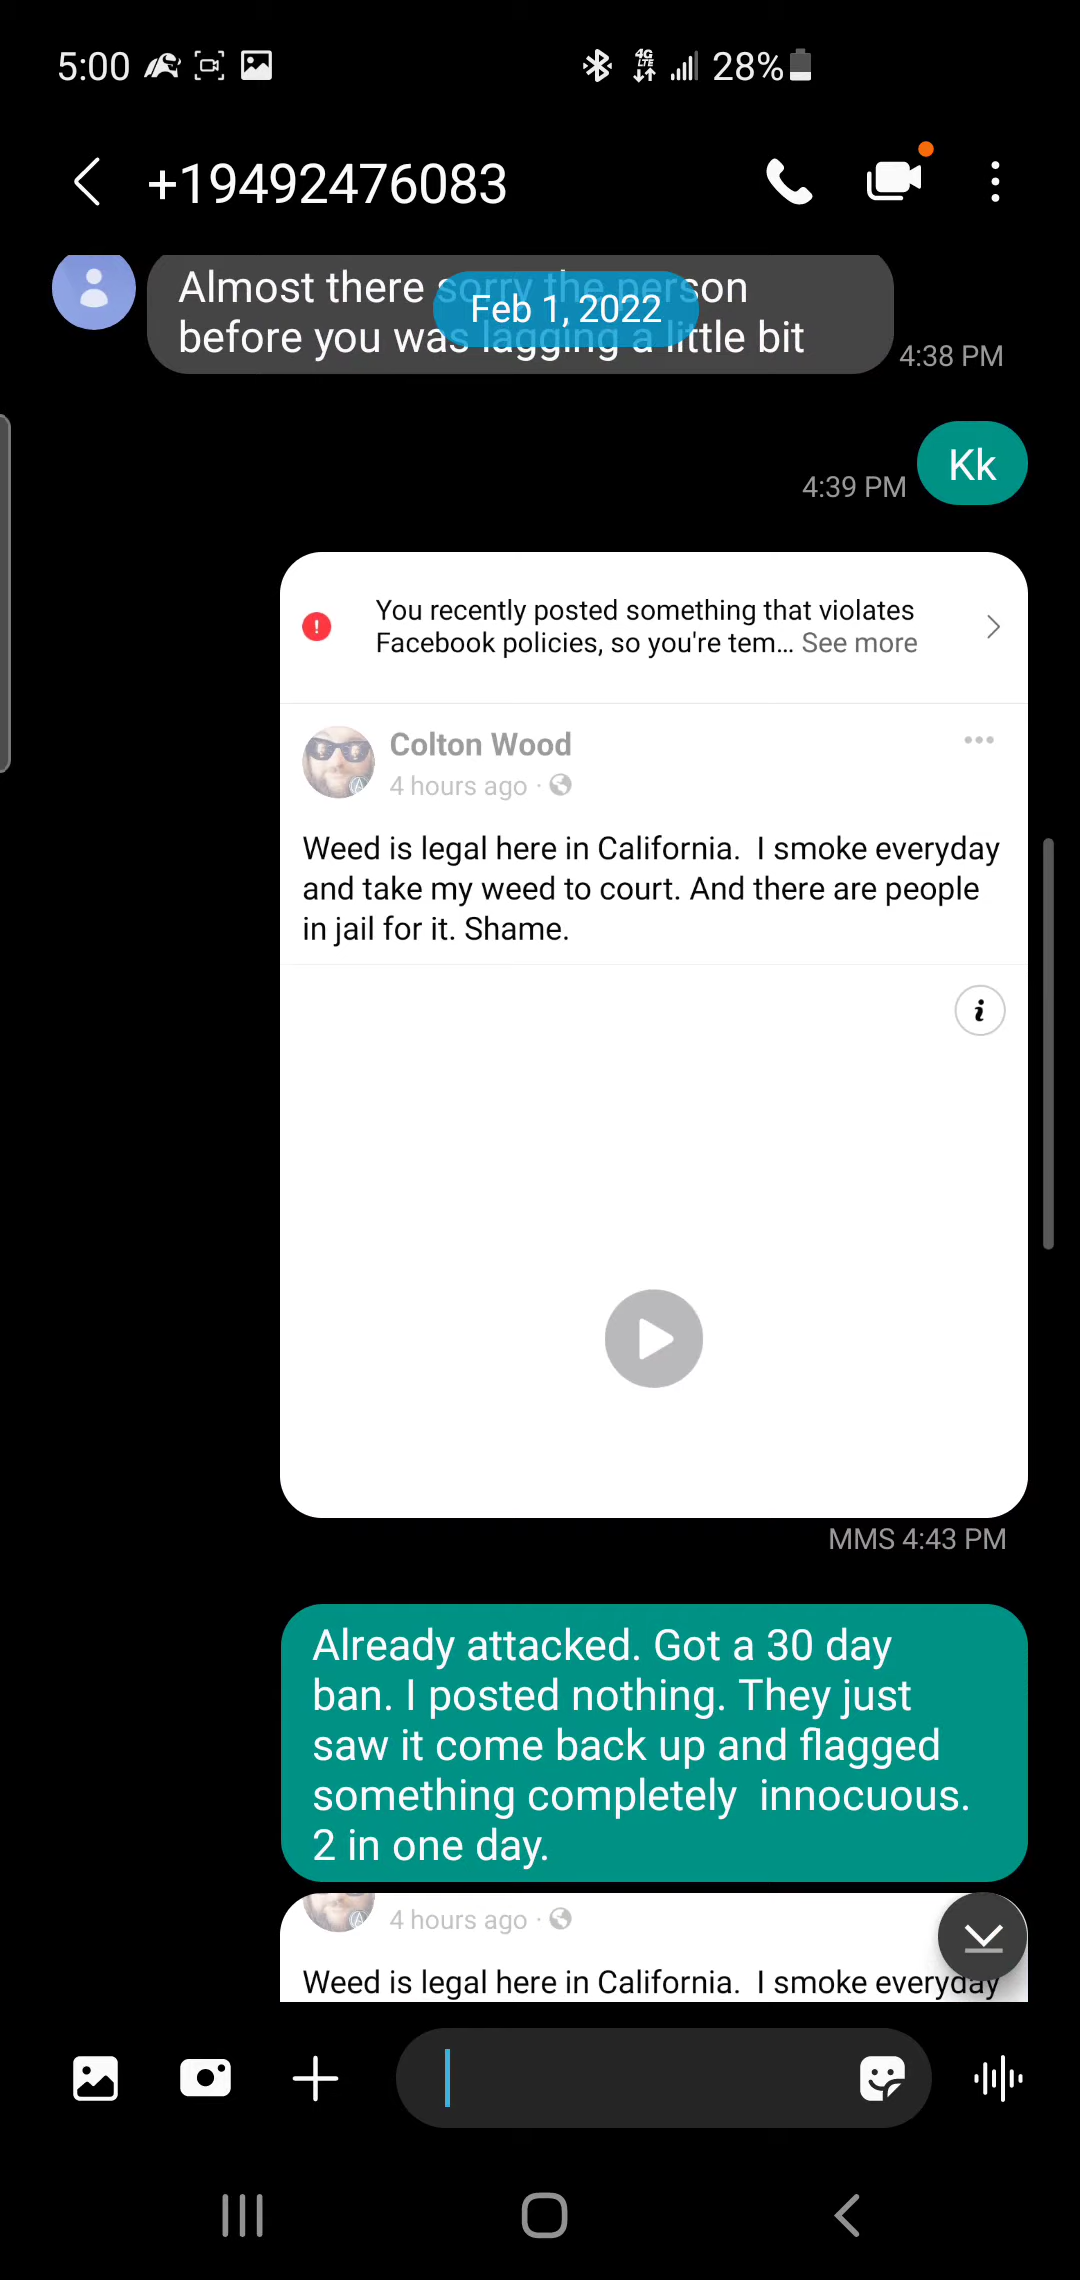 5:00
4G
LTE
28%
+19492476083
Almost there sorry the person
before you was lagging a little bit
Feb 1, 2022
4:38 PM
Kk
4:39 PM
You recently posted something that violates
Facebook policies, so you're tem... See more
Colton Wood
4 hours ago ·
Weed is legal here in California.  I smoke everyday
and take my weed to court. And there are people
in jail for it. Shame.
MMS 4:43 PM
Already attacked. Got a 30 day
ban. I posted nothing. They just
saw it come back up and flagged
something completely  innocuous.
2 in one day.
4 hours ago ·
Weed is legal here in California.  I smoke everyday